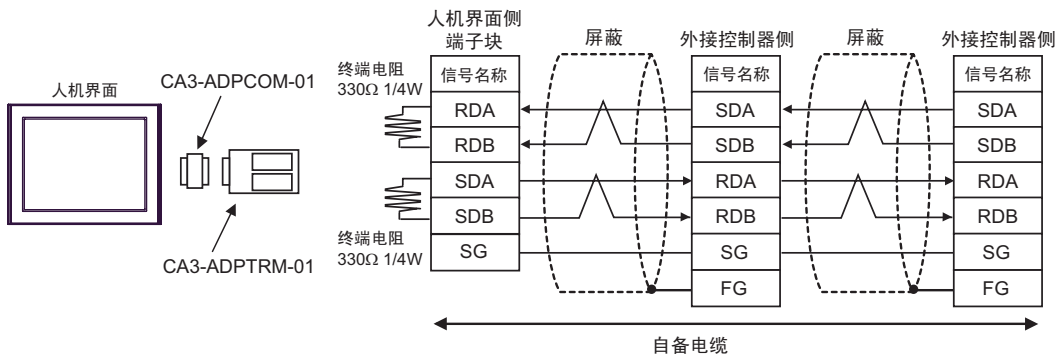 人机界面
CA3-ADPCOM-01
CA3-ADPTRM-01
终端电阻
330Ω 1/4W
终端电阻
330Ω 1/4W
人机界面侧
端子块
信号名称
RDA
RDB
SDA
SDB
SG
屏蔽
外接控制器侧
信号名称
SDA
SDB
RDA
RDB
SG
FG
屏蔽
外接控制器侧
信号名称
SDA
SDB
RDA
RDB
SG
FG
自备电缆